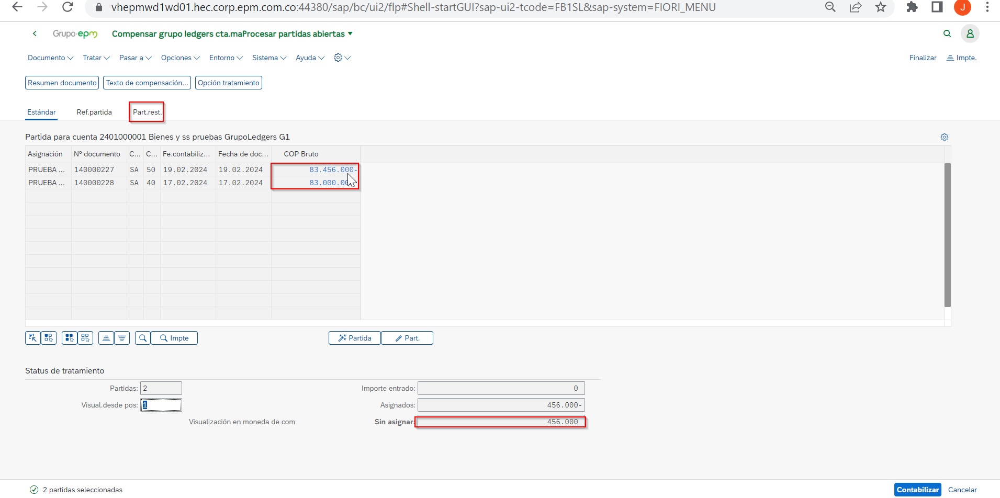 vhepmwd1wd01.hec.corp.epm.com.co:44380/sap/bc/ui2/flp#Shell-startGUI?sap-ui2-tcode=FB1SL&sap-system=FIORI_MENU
J
Grupo·epm Compensar grupo ledgers cta.maProcesar partidas abiertas
Documento Tratar Pasar a Opciones Entorno Sistema Ayuda Finalizar Impte.
Resumen documento Texto de compensación... Opción tratamiento
Estándar Ref.partida Part.rest.
Partida para cuenta 2401000001 Bienes y ss pruebas GrupoLedgers G1
Asignación Nº documento C... C... Fe.contabiliz... Fecha de doc... COP Bruto
PRUEBA ... 140000227 SA 50 19.02.2024 19.02.2024 83.456.000-
PRUEBA ... 140000228 SA 40 17.02.2024 17.02.2024
Impte Partida Part.
Status de tratamiento
Partidas: 2 Importe entrado: 0
Visual.desde pos: 1 Asignados: 456.000-
Visualización en moneda de com Sin asignar: 456.000
2 partidas seleccionadas Contabilizar Cancelar